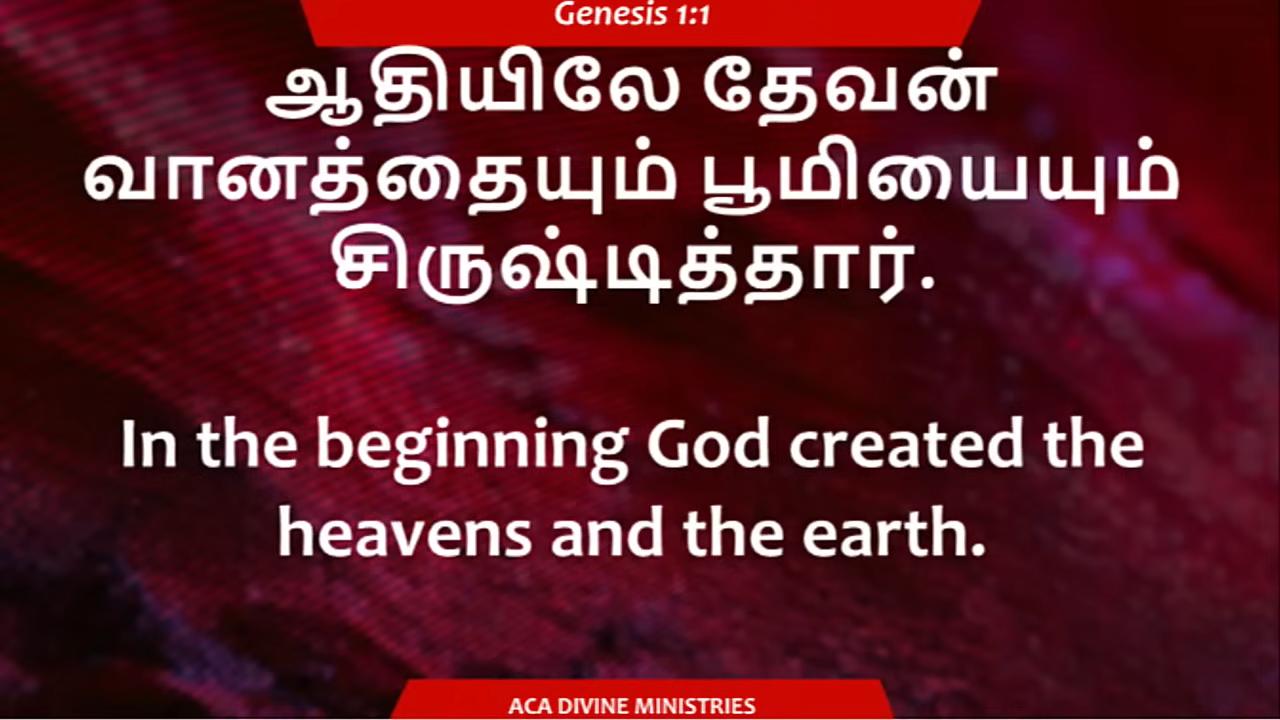 Genesis 1:1
ஆதியிலே தேவன்
வானத்தையும் பூமியையும்
சிருஷ்டித்தார்.
In the beginning God created the
heavens and the earth.
ACA DIVINE MINISTRIES